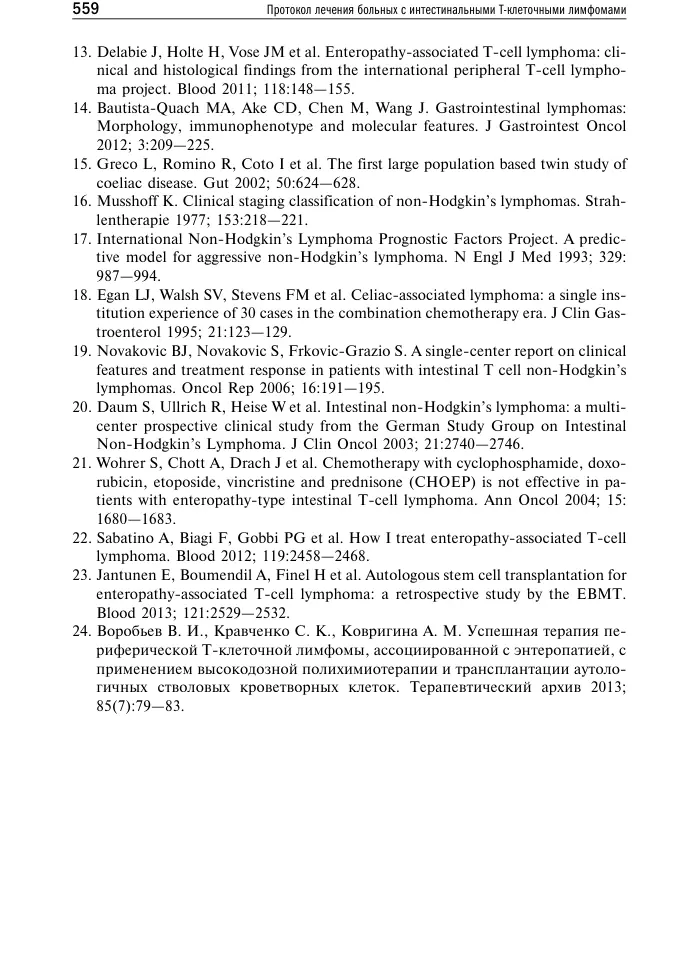 559
Протокол лечения больных с интестинальными Т-клеточными лимфомами
13. Delabie J, Holte H, Vose JM et al. Enteropathy-associated T-cell lymphoma: cli-
nical and histological findings from the international peripheral T-cell lympho-
ma project. Blood 2011; 118:148—155.
14. Bautista-Quach MA, Ake CD, Chen M, Wang J. Gastrointestinal lymphomas:
Morphology, immunophenotype and molecular features. J Gastrointest Oncol
2012; 3:209—225.
15. Greco L, Romino R, Coto I et al. The first large population based twin study of
coeliac disease. Gut 2002; 50:624—628.
16. Musshoff K. Clinical staging classification of non-Hodgkin's lymphomas. Strah-
lentherapie 1977; 153:218—221.
17. International Non-Hodgkin's Lymphoma Prognostic Factors Project. A predic-
tive model for aggressive non-Hodgkin's lymphoma. N Engl J Med 1993; 329:
987—994.
18. Egan LJ, Walsh SV, Stevens FM et al. Celiac-associated lymphoma: a single ins-
titution experience of 30 cases in the combination chemotherapy era. J Clin Gas-
troenterol 1995; 21:123—129.
19. Novakovic BJ, Novakovic S, Frkovic-Grazio S. A single-center report on clinical
features and treatment response in patients with intestinal T cell non-Hodgkin's
lymphomas. Oncol Rep 2006; 16:191—195.
20. Daum S, Ullrich R, Heise W et al. Intestinal non-Hodgkin's lymphoma: a multi-
center prospective clinical study from the German Study Group on Intestinal
Non-Hodgkin's Lymphoma. J Clin Oncol 2003; 21:2740—2746.
21. Wohrer S, Chott A, Drach J et al. Chemotherapy with cyclophosphamide, doxo-
rubicin, etoposide, vincristine and prednisone (CHOEP) is not effective in pa-
tients with enteropathy-type intestinal T-cell lymphoma. Ann Oncol 2004; 15:
1680—1683.
22. Sabatino A, Biagi F, Gobbi PG et al. How I treat enteropathy-associated T-cell
lymphoma. Blood 2012; 119:2458—2468.
23. Jantunen E, Boumendil A, Finel H et al. Autologous stem cell transplantation for
enteropathy-associated T-cell lymphoma: a retrospective study by the EBMT.
Blood 2013; 121:2529—2532.
24. Воробьев В. И., Кравченко С. К., Ковригина А. М. Успешная терапия пе-
риферической Т-клеточной лимфомы, ассоциированной с энтеропатией, с
применением высокодозной полихимиотерапии и трансплантации аутоло-
гичных стволовых кроветворных клеток. Терапевтический архив 2013;
85(7):79—83.